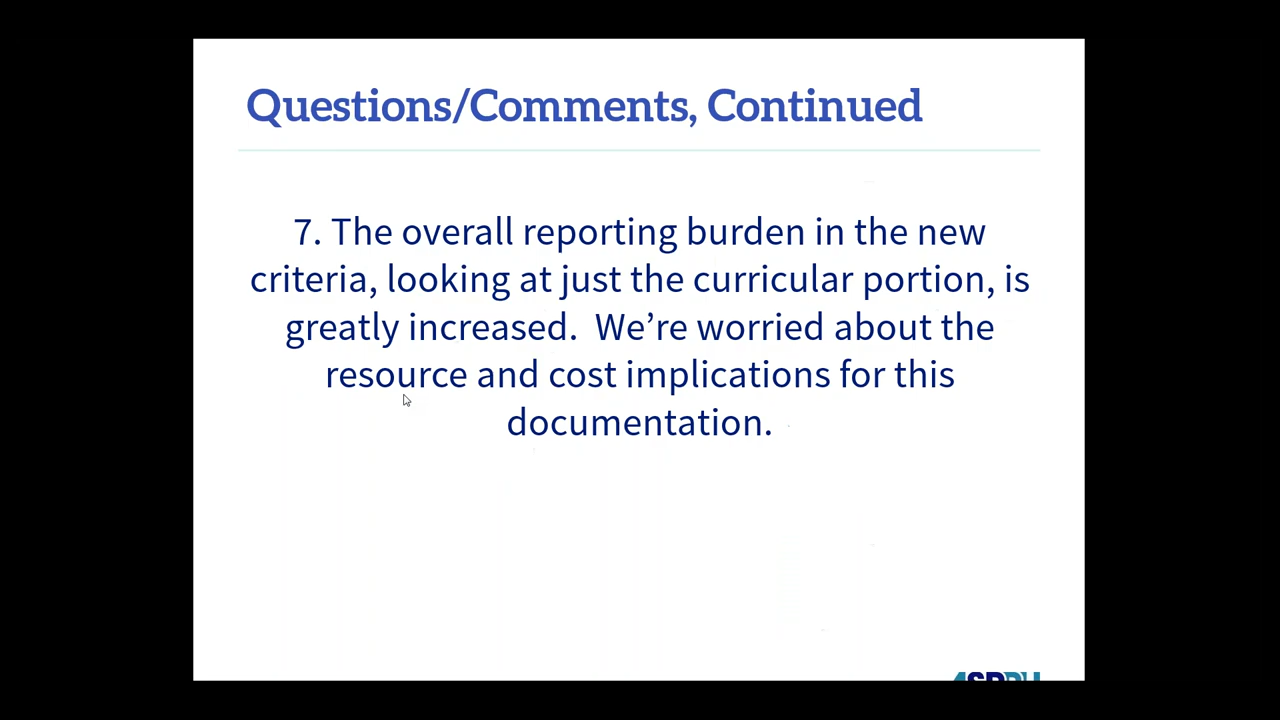 Questions/Comments, Continued
7. The overall reporting burden in the new
criteria, looking at just the curricular portion, is
greatly increased.  We’re worried about the
resource and cost implications for this
documentation.